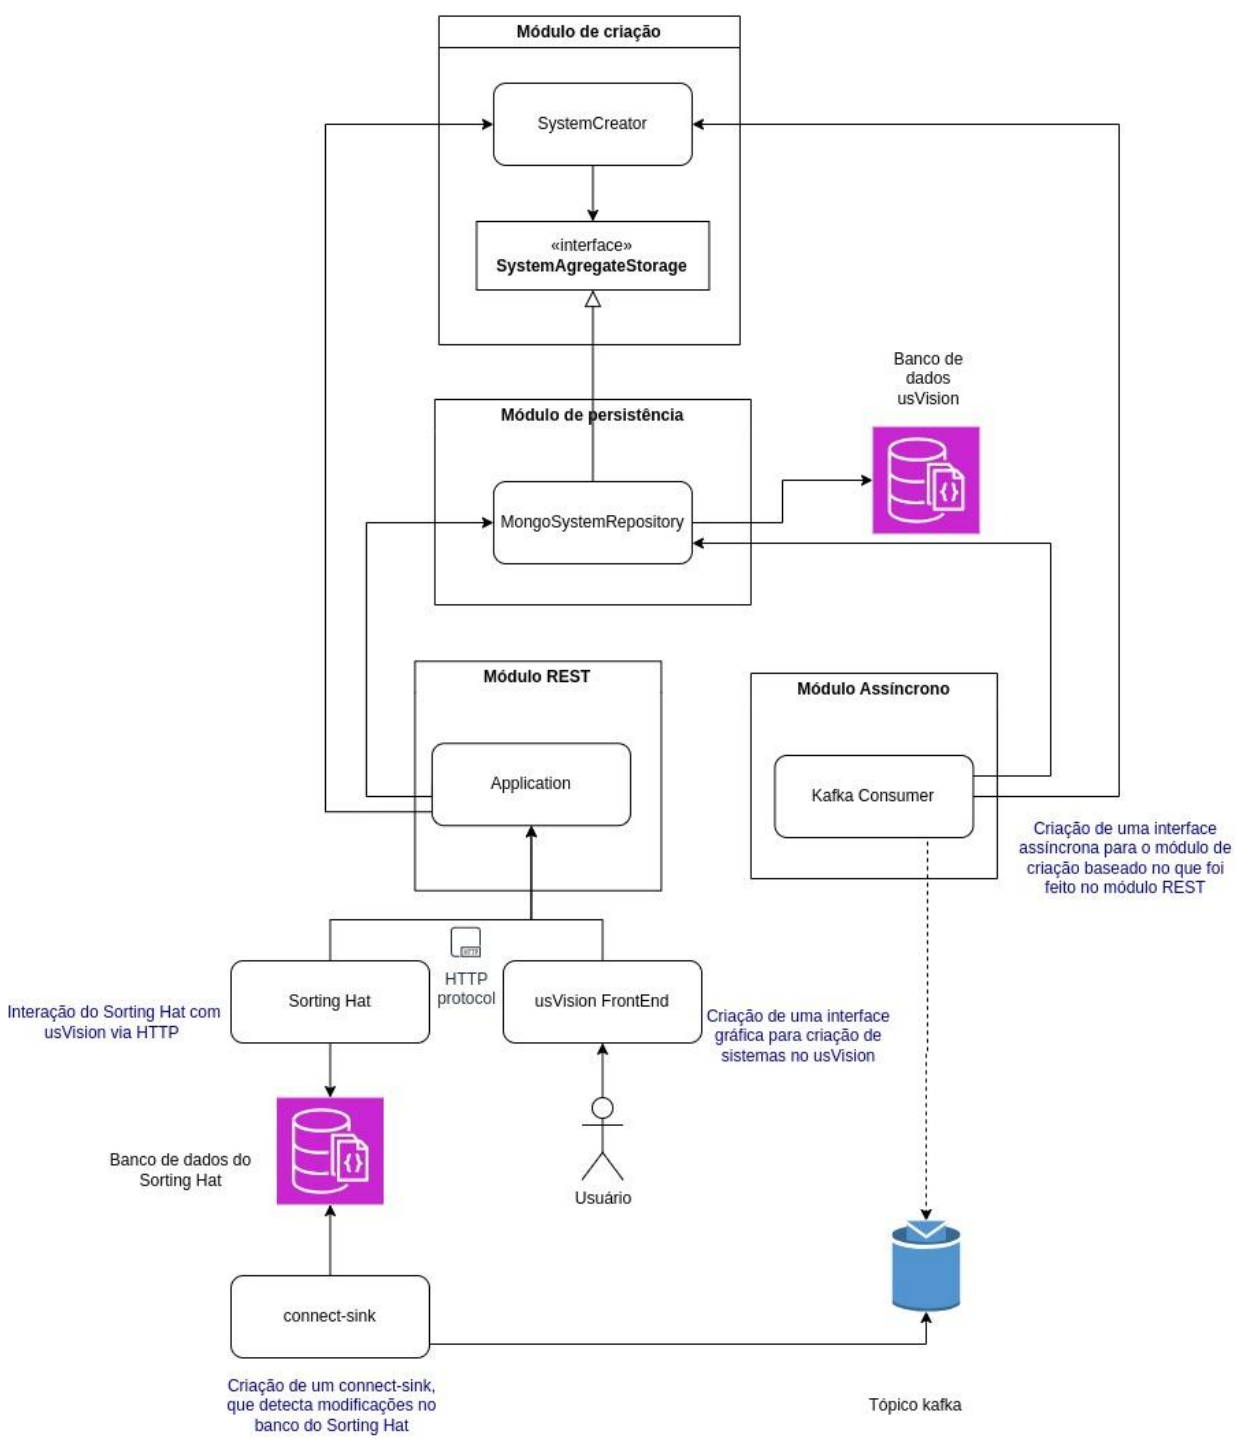 Módulo de criação
SystemCreator
«interface»
SystemAgregateStorage
Banco de
dados
usVision
Módulo de persistência
MongoSystemRepository
Módulo REST
Módulo Assíncrono
Application
Kafka Consumer
Criação de uma interface
assíncrona para o módulo de
criação baseado no que foi
feito no módulo REST
HTTP
HTTP
protocol
Sorting Hat
usVision FrontEnd
Interação do Sorting Hat com
usVision via HTTP
Criação de uma interface
gráfica para criação de
sistemas no usVision
{}
{}
Banco de dados do
Sorting Hat
Usuário
connect-sink
Criação de um connect-sink,
que detecta modificações no
banco do Sorting Hat
Tópico kafka